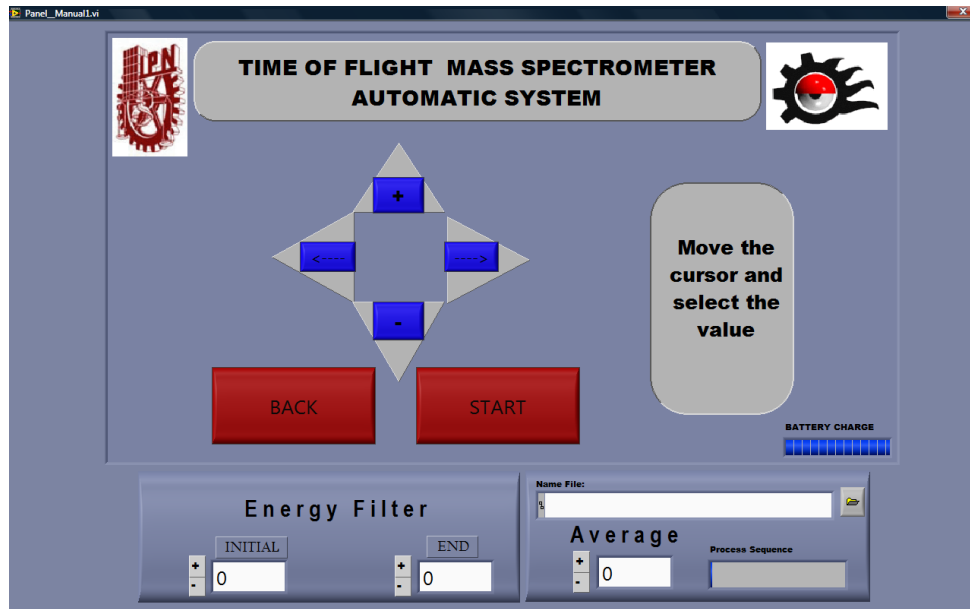 Panel__Manual1.vi
IPN
TIME OF FLIGHT MASS SPECTROMETER
AUTOMATIC SYSTEM
+
<----
---->
-
Move the
cursor and
select the
value
BACK
START
BATTERY CHARGE
Energy Filter
INITIAL
END
+
-
0
+
-
0
Name File:
Average
+
-
0
Process Sequence